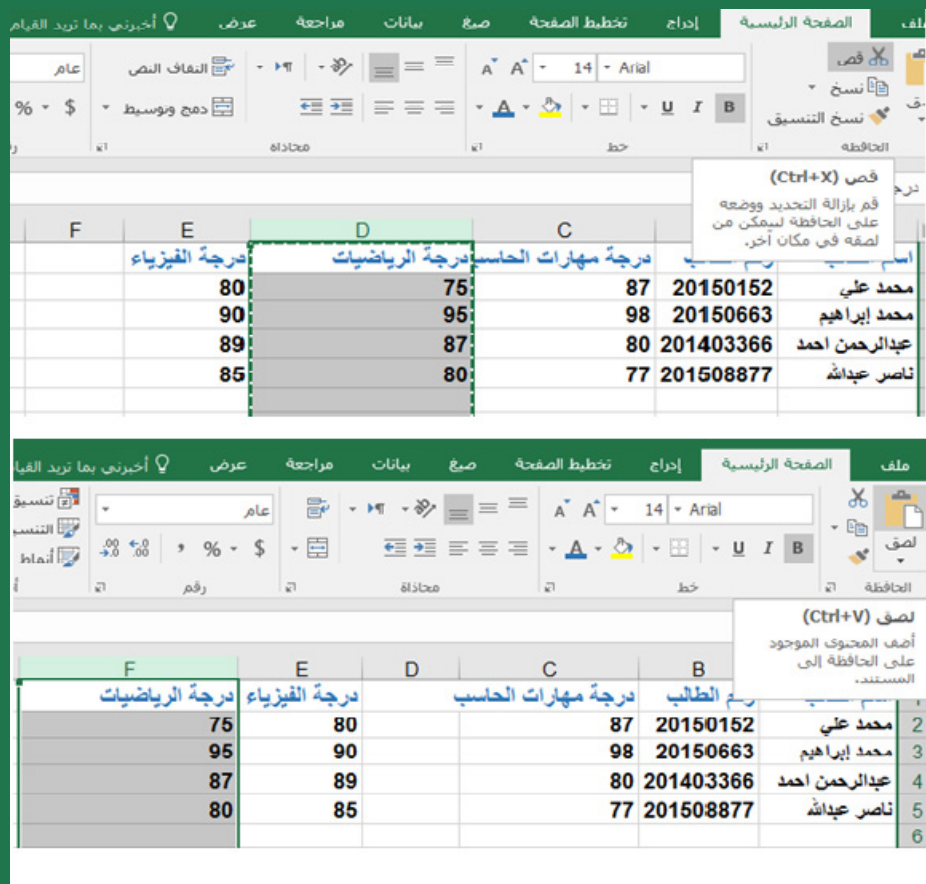 ملف الصفحة الرئيسية إدراج تخطيط الصفحة صيغ بيانات مراجعة عرض أخبرني بما تريد القيام
قص Arial 14 A A التفاف النص عام
نسخ
نسخ التنسيق B I U A دمج وتوسيط $ %
الحافظة خط محاذاة
قص (Ctrl+X)
قم بإزالة التحديد ووضعه
على الحافظة ليمكن من
لصقه في مكان آخر.
C D E F
درجة مهارات الحاسب درجة الرياضيات درجة الفيزياء
محمد علي 20150152 87 75 80
محمد إبراهيم 20150663 98 95 90
عبدالرحمن احمد 201403366 80 87 89
ناصر عبدالله 201508877 77 80 85
ملف الصفحة الرئيسية إدراج تخطيط الصفحة صيغ بيانات مراجعة عرض أخبرني بما تريد القيا
Arial 14 A A عام تنسيق
لصق B I U A $ % , .00 .0 التنسي
أنماط
الحافظة خط محاذاة رقم
لصق (Ctrl+V)
أضف المحتوى الموجود
على الحافظة إلى
المستند.
B C D E F
1 الطالب درجة مهارات الحاسب درجة الفيزياء درجة الرياضيات
2 محمد علي 20150152 87 80 75
3 محمد إبراهيم 20150663 98 90 95
4 عبدالرحمن احمد 201403366 80 89 87
5 ناصر عبدالله 201508877 77 85 80
6